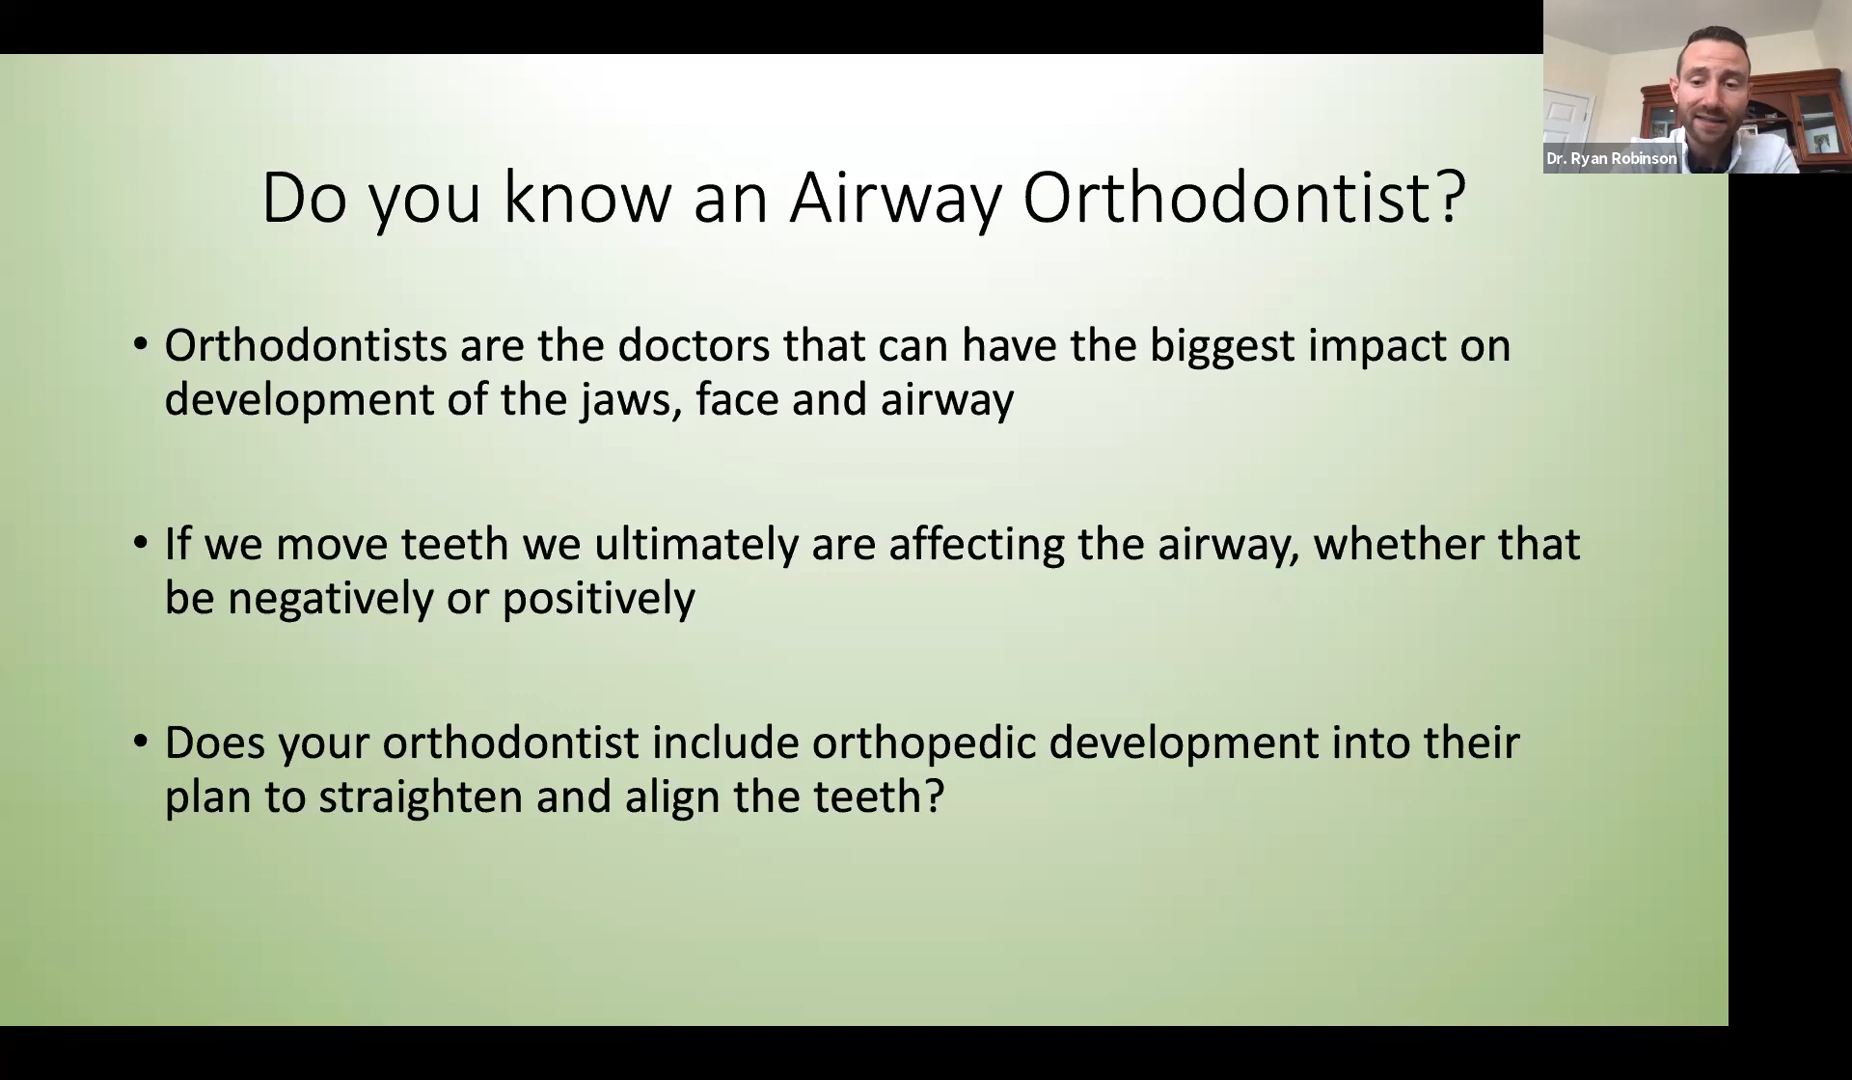 Dr. Ryan Robinson
Do you know an Airway Orthodontist?
• Orthodontists are the doctors that can have the biggest impact on
development of the jaws, face and airway
• If we move teeth we ultimately are affecting the airway, whether that
be negatively or positively
• Does your orthodontist include orthopedic development into their
plan to straighten and align the teeth?